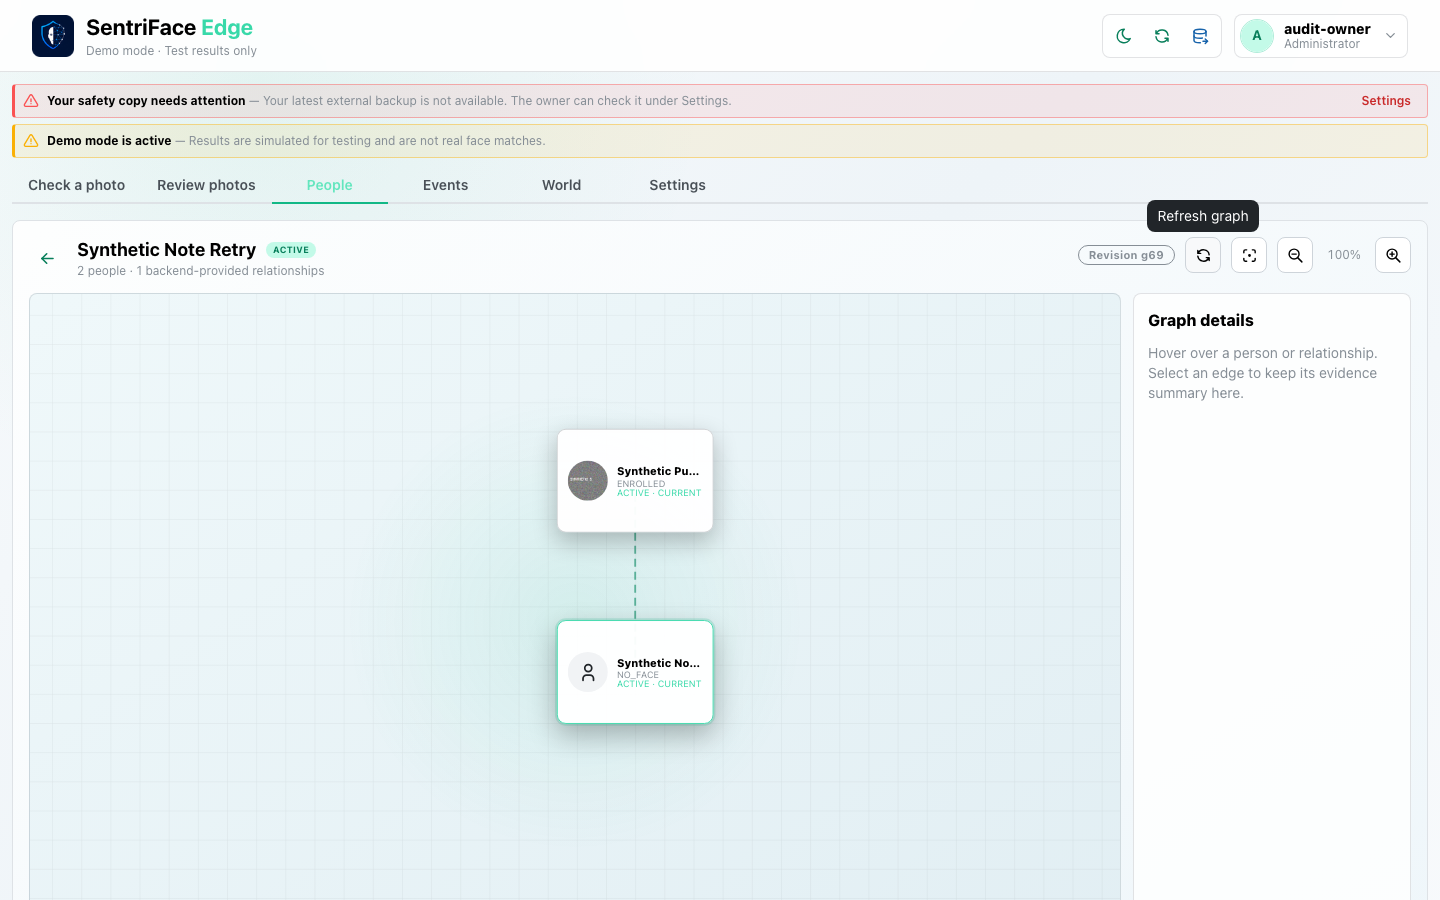 SentriFace Edge
Demo mode · Test results only
A
audit-owner
Administrator
Your safety copy needs attention — Your latest external backup is not available. The owner can check it under Settings.
Settings
Demo mode is active — Results are simulated for testing and are not real face matches.
Check a photo
Review photos
People
Events
World
Settings
Refresh graph
Synthetic Note Retry
ACTIVE
2 people · 1 backend-provided relationships
Revision g69
100%
Graph details
Hover over a person or relationship.
Select an edge to keep its evidence
summary here.
Synthetic Pu...
ENROLLED
ACTIVE · CURRENT
Synthetic No...
NO_FACE
ACTIVE · CURRENT